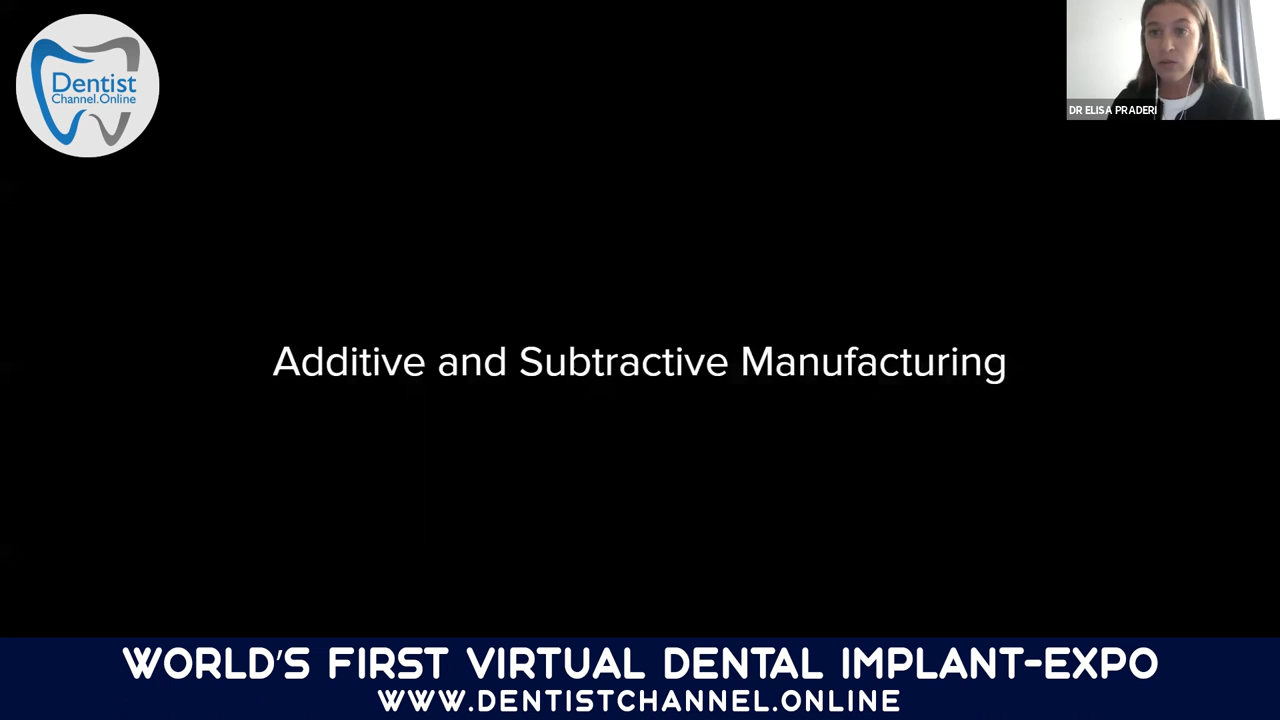 Dentist
Channel.Online
DR ELISA PRADERI
Additive and Subtractive Manufacturing
WORLD'S FIRST VIRTUAL DENTAL IMPLANT-EXPO
WWW.DENTISTCHANNEL.ONLINE